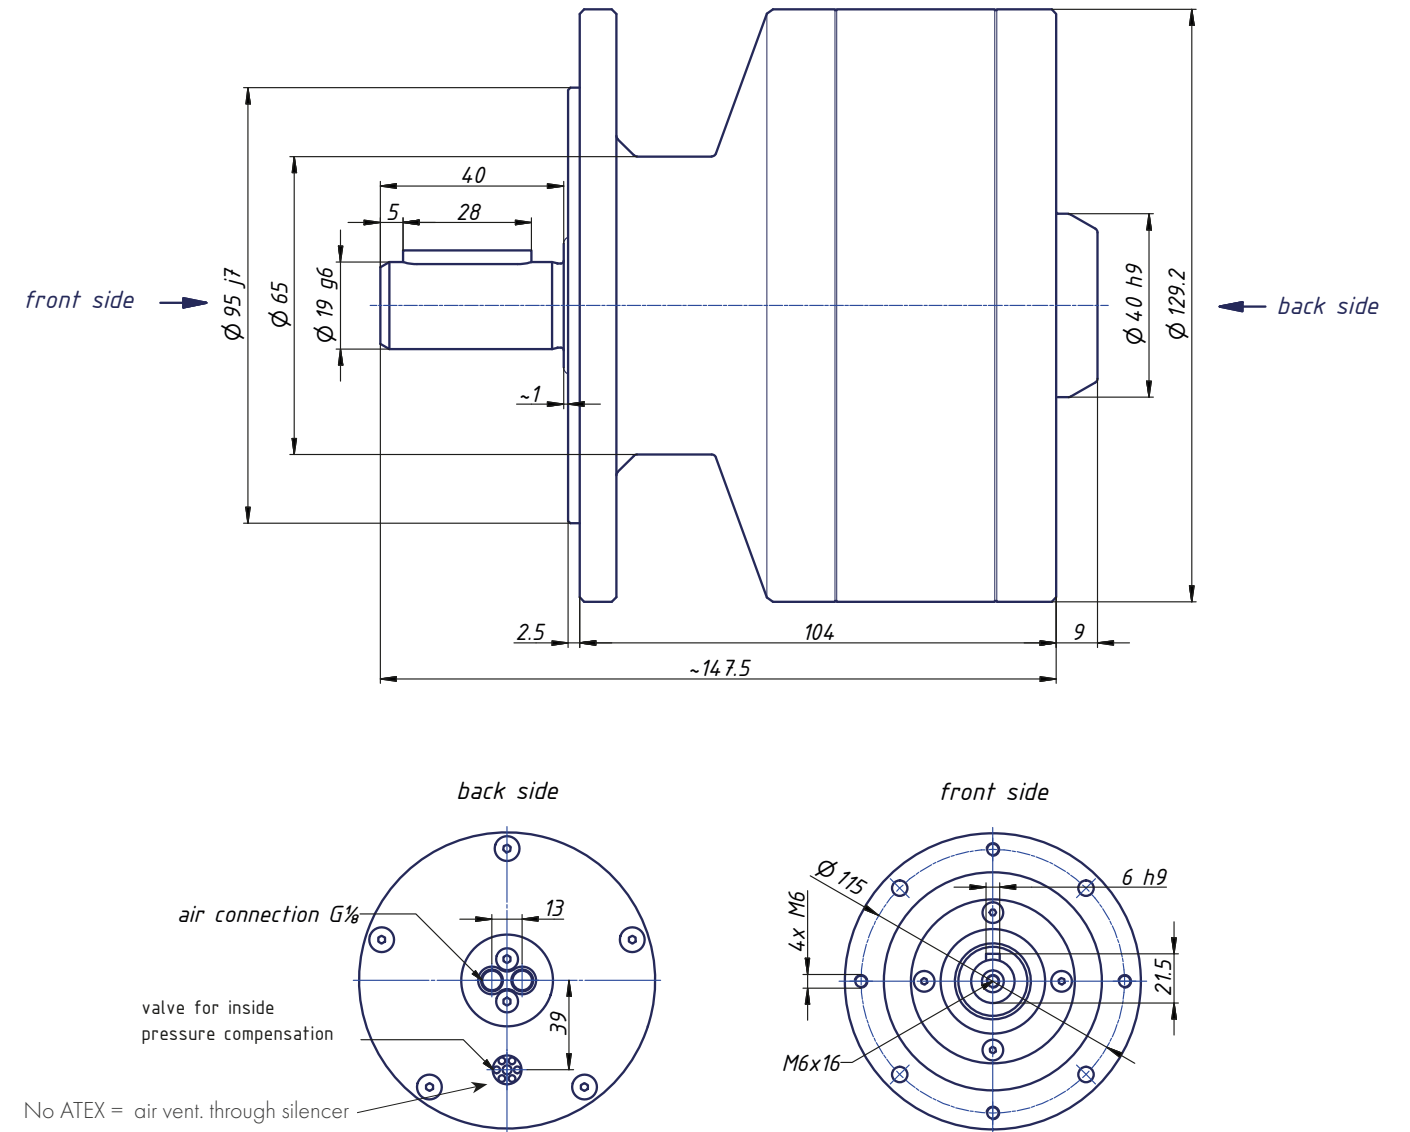 40
5 28
Ø 95 j7
Ø 65
Ø 19 g6
front side
~1
Ø 40 h9
Ø 129.2
back side
2.5 104 9
~147.5
back side
front side
air connection G⅛
13
valve for inside
pressure compensation
39
No ATEX = air vent. through silencer
Ø 115
6 h9
4x M6
21.5
M6x16